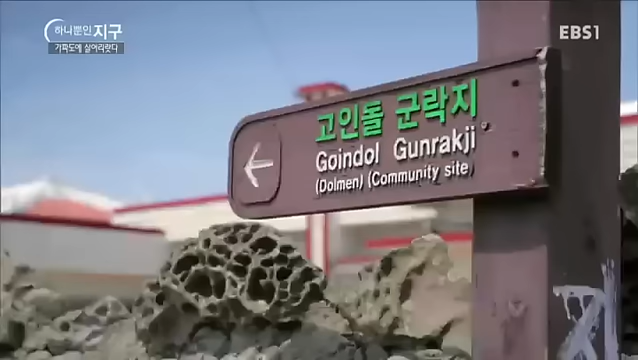 하나뿐인 지구
가파도에 살어리랏다
EBS1
고인돌 군락지
Goindol Gunrakji
(Dolmen) (Community site)
EBS